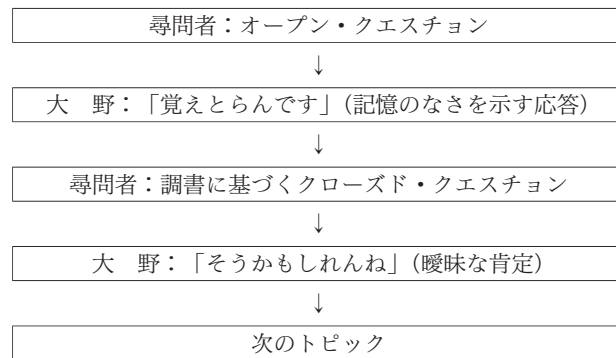 尋問者：オープン・クエスチョン
↓
大　野：「覚えとらんです」（記憶のなさを示す応答）
↓
尋問者：調書に基づくクローズド・クエスチョン
↓
大　野：「そうかもしれんね」（曖昧な肯定）
↓
次のトピック